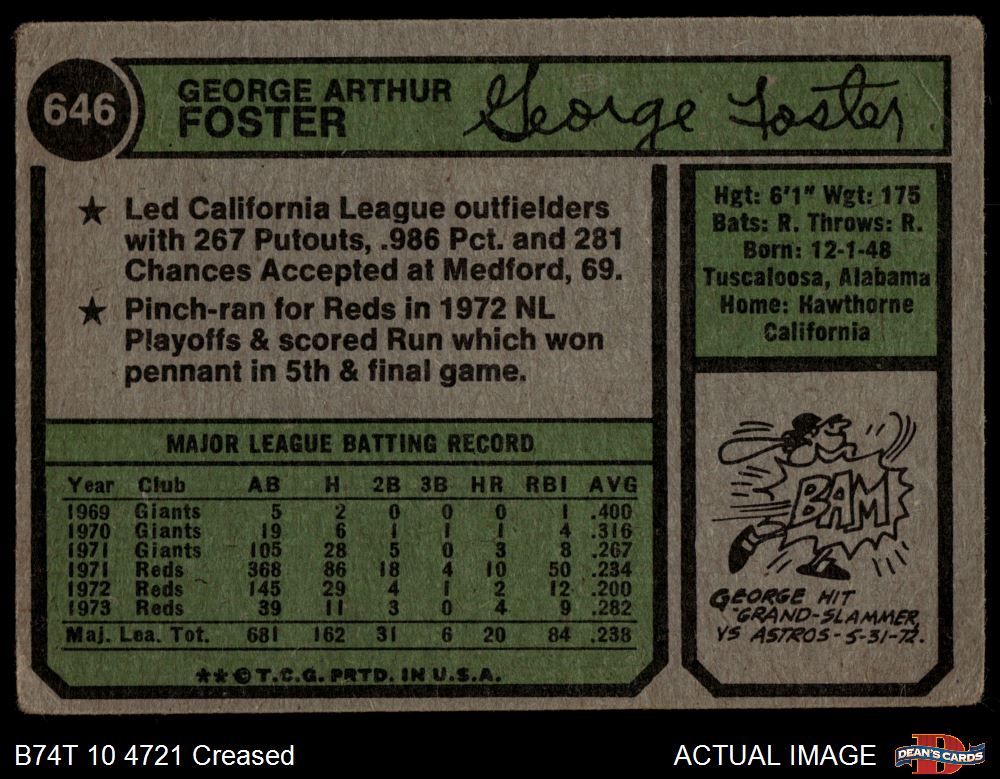 646
GEORGE ARTHUR
FOSTER
George Foster
★ Led California League outfielders
with 267 Putouts, .986 Pct. and 281
Chances Accepted at Medford, 69.
★ Pinch-ran for Reds in 1972 NL
Playoffs & scored Run which won
pennant in 5th & final game.
Hgt: 6'1" Wgt: 175
Bats: R. Throws: R.
Born: 12-1-48
Tuscaloosa, Alabama
Home: Hawthorne
California
MAJOR LEAGUE BATTING RECORD
Year Club AB H 2B 3B HR RBI AVG
1969 Giants 5 2 0 0 0 1 .400
1970 Giants 19 6 1 1 1 4 .316
1971 Giants 105 28 5 0 3 8 .267
1971 Reds 368 86 18 4 10 50 .234
1972 Reds 145 29 4 1 2 12 .200
1973 Reds 39 11 3 0 4 9 .282
Maj. Lea. Tot. 681 162 31 6 20 84 .238
**© T.C.G. PRTD. IN U.S.A.
BAM!
GEORGE HIT
GRAND-SLAMMER
VS ASTROS-5-31-72.
B74T 10 4721 Creased
ACTUAL IMAGE
DEAN'S CARDS